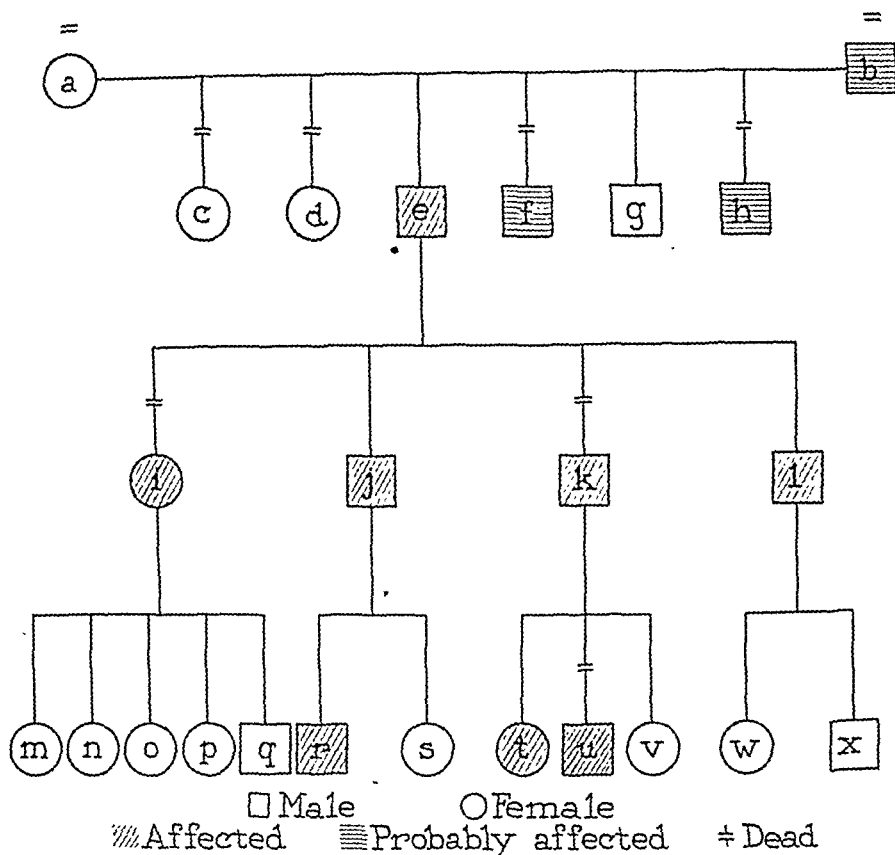 a b
c d e f g h
i j k l
m n o p q r s t u v w x
Male Female
Affected Probably affected Dead